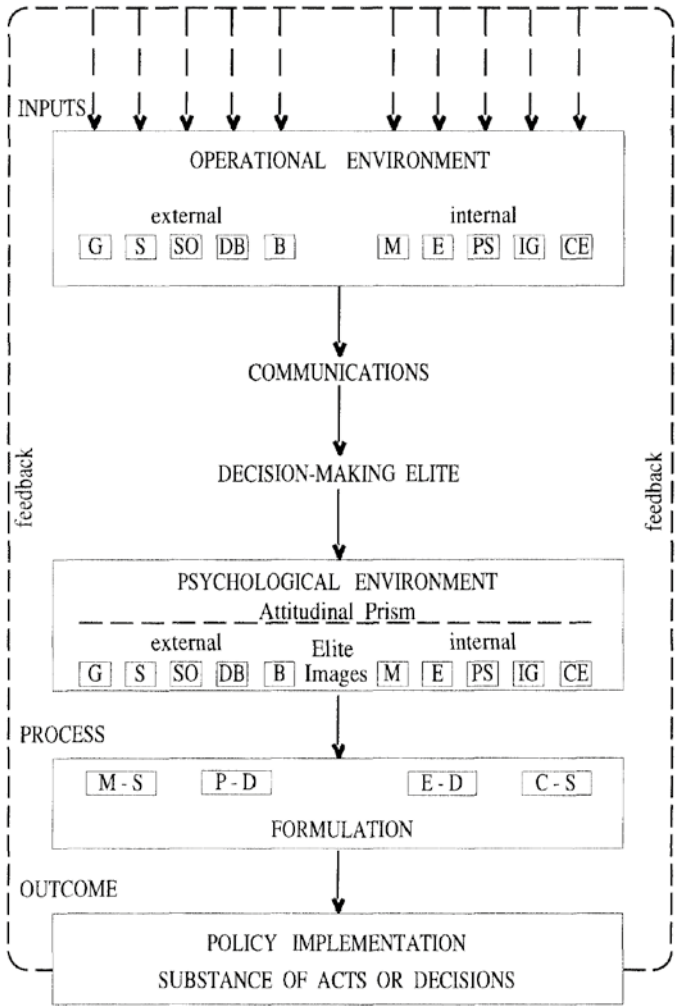 INPUTS
OPERATIONAL ENVIRONMENT
external internal
G S SO DB B M E PS IG CE
COMMUNICATIONS
DECISION-MAKING ELITE
feedback
feedback
PSYCHOLOGICAL ENVIRONMENT
Attitudinal Prism
external Elite internal
G S SO DB B Images M E PS IG CE
PROCESS
M - S P - D E - D C - S
FORMULATION
OUTCOME
POLICY IMPLEMENTATION
SUBSTANCE OF ACTS OR DECISIONS